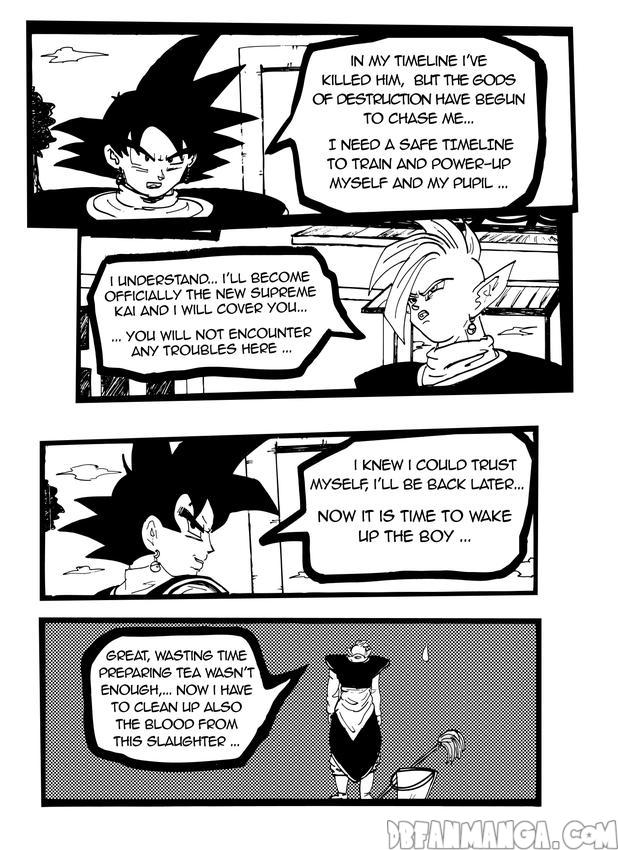 IN MY TIMELINE I'VE
KILLED HIM, BUT THE GODS
OF DESTRUCTION HAVE BEGUN
TO CHASE ME...
I NEED A SAFE TIMELINE
TO TRAIN AND POWER-UP
MYSELF AND MY PUPIL ...
I UNDERSTAND... I'LL BECOME
OFFICIALLY THE NEW SUPREME
KAI AND I WILL COVER YOU...
... YOU WILL NOT ENCOUNTER
ANY TROUBLES HERE ...
I KNEW I COULD TRUST
MYSELF, I'LL BE BACK LATER...
NOW IT IS TIME TO WAKE
UP THE BOY ...
GREAT, WASTING TIME
PREPARING TEA WASN'T
ENOUGH,... NOW I HAVE
TO CLEAN UP ALSO
THE BLOOD FROM
THIS SLAUGHTER ...
DBFANMANGA.COM